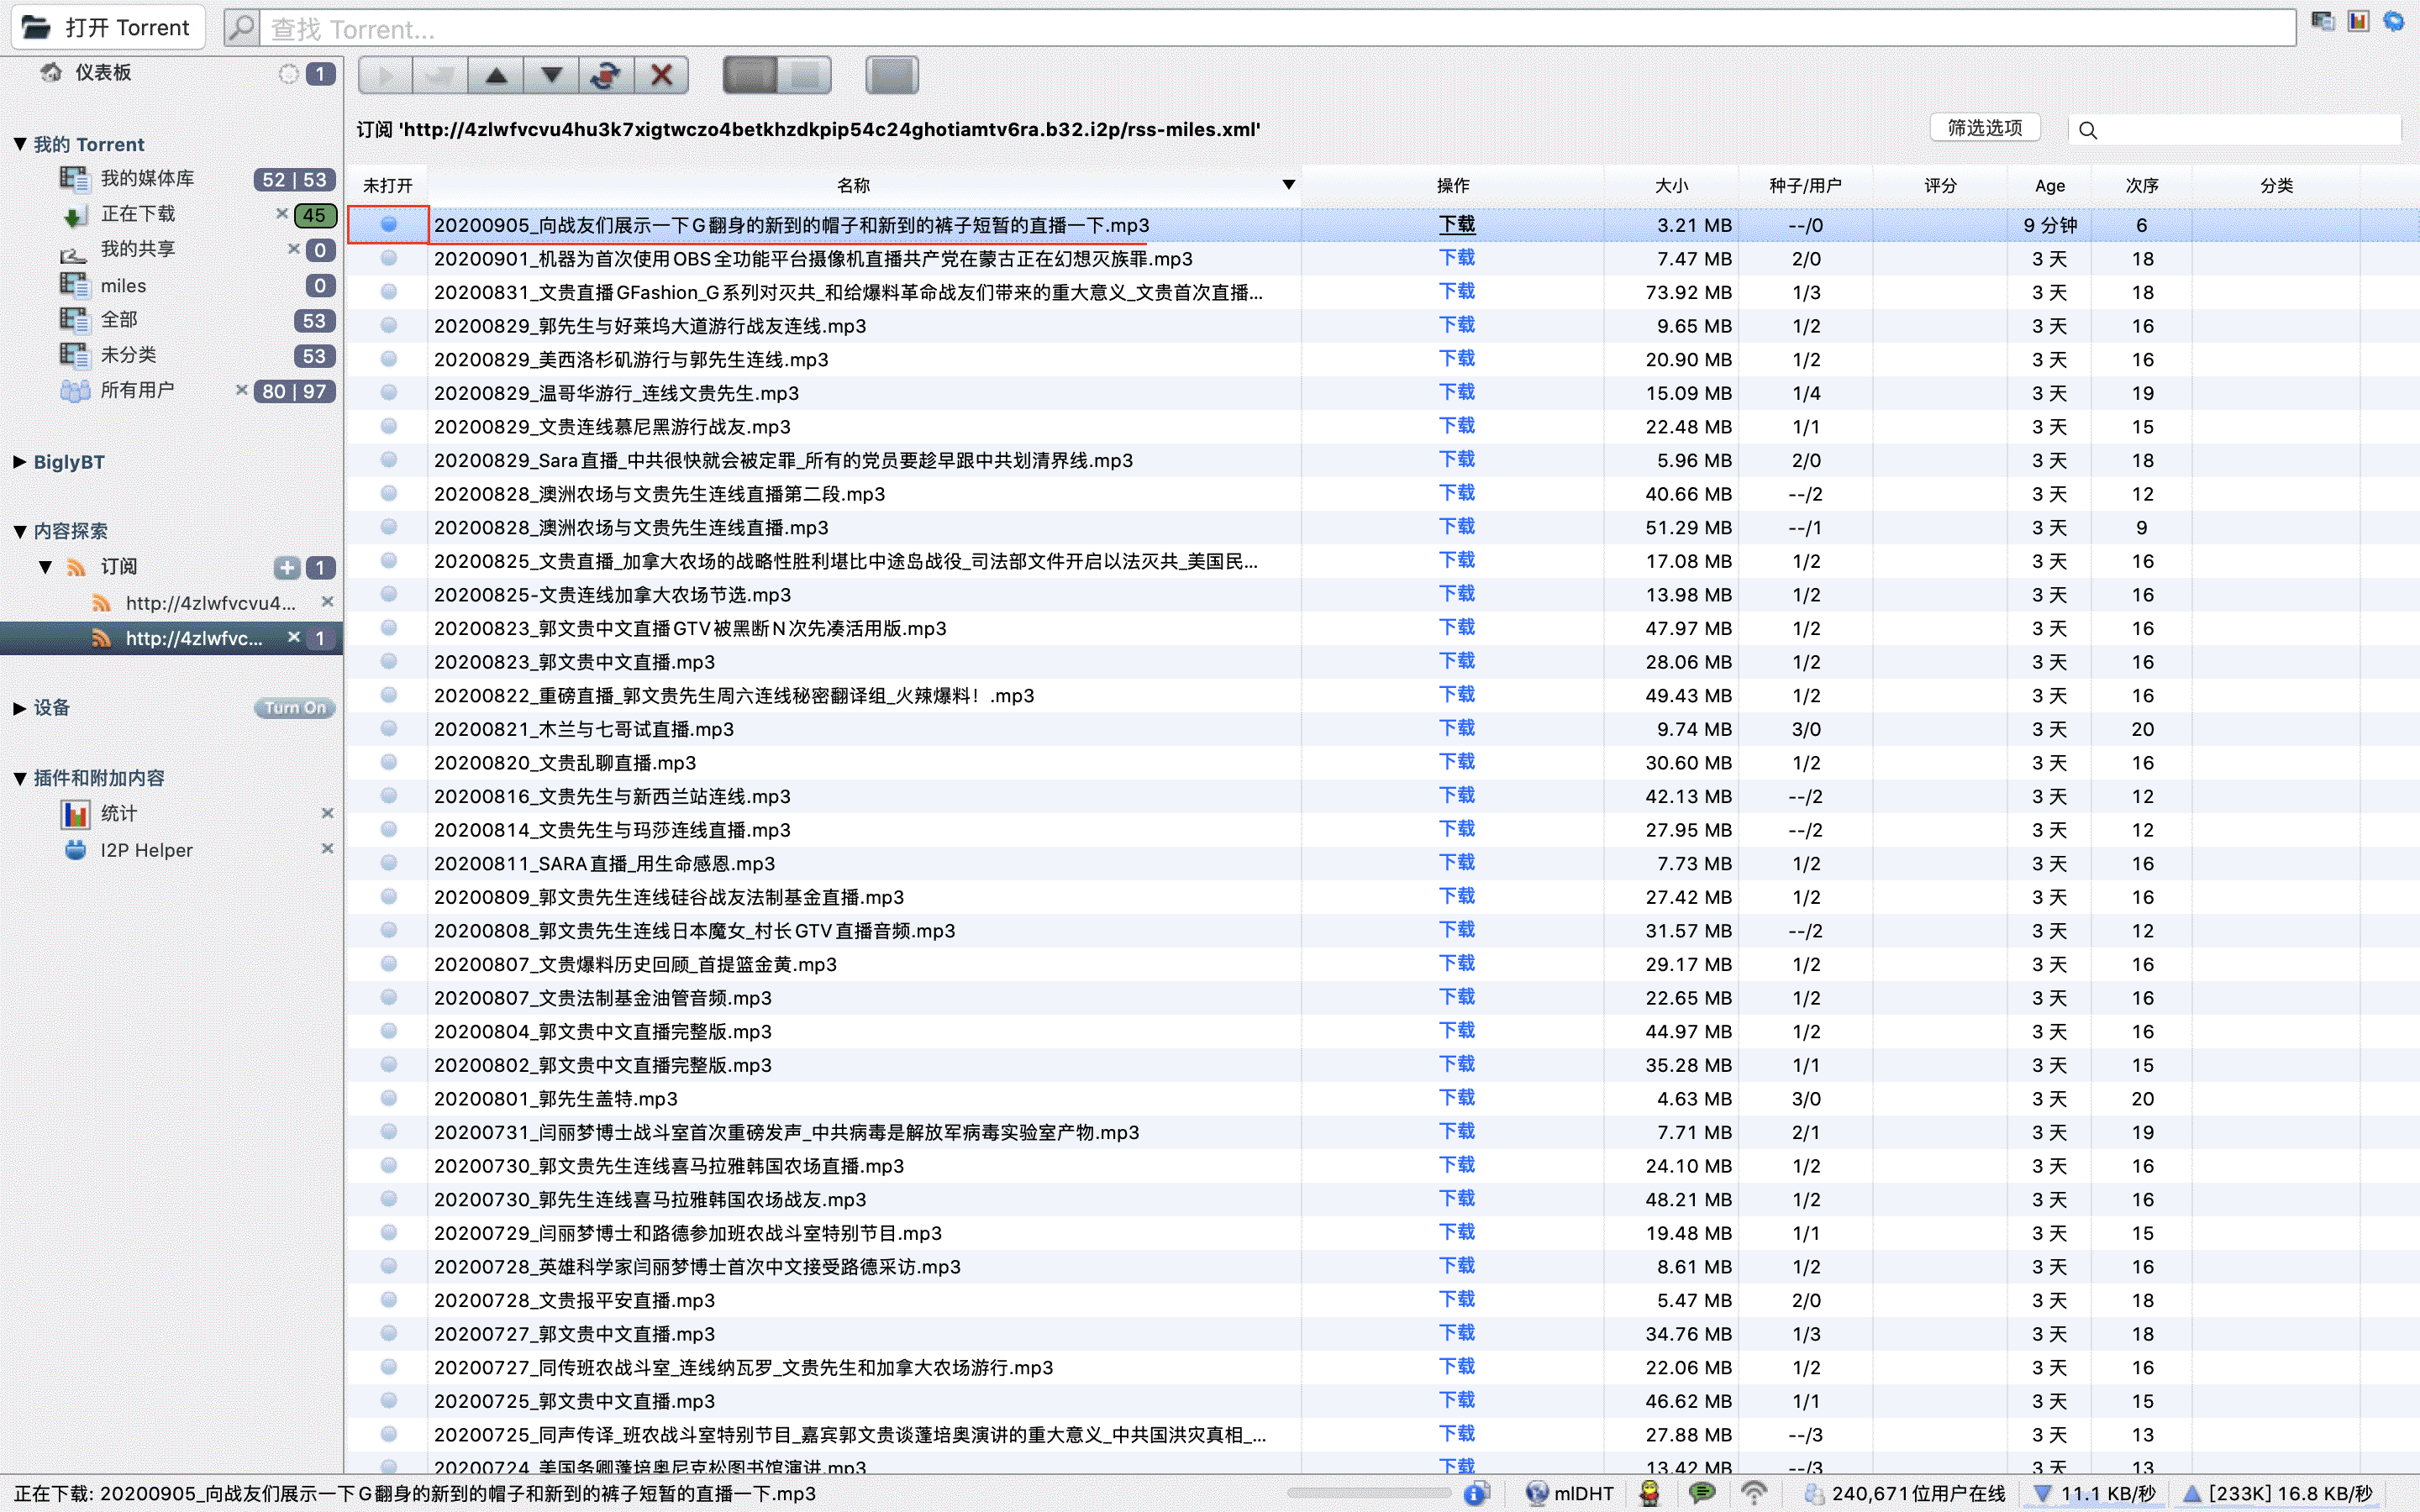 打开 Torrent
查找 Torrent...
仪表板 1
我的 Torrent
我的媒体库 52 | 53
正在下载 45
我的共享 0
miles 0
全部 53
未分类 53
所有用户 80 | 97
BiglyBT
内容探索
订阅 1
http://4zlwfvcvu4...
http://4zlwfvc... 1
设备 Turn On
插件和附加内容
统计
I2P Helper
订阅 'http://4zlwfvcvu4hu3k7xigtwczo4betkhzdkpip54c24ghotiamtv6ra.b32.i2p/rss-miles.xml'
筛选选项
未打开 名称 操作 大小 种子/用户 评分 Age 次序 分类
20200905_向战友们展示一下G翻身的新到的帽子和新到的裤子短暂的直播一下.mp3 下载 3.21 MB --/0 9 分钟 6
20200901_机器为首次使用OBS全功能平台摄像机直播共产党在蒙古正在幻想灭族罪.mp3 下载 7.47 MB 2/0 3 天 18
20200831_文贵直播GFashion_G系列对灭共_和给爆料革命战友们带来的重大意义_文贵首次直播... 下载 73.92 MB 1/3 3 天 18
20200829_郭先生与好莱坞大道游行战友连线.mp3 下载 9.65 MB 1/2 3 天 16
20200829_美西洛杉矶游行与郭先生连线.mp3 下载 20.90 MB 1/2 3 天 16
20200829_温哥华游行_连线文贵先生.mp3 下载 15.09 MB 1/4 3 天 19
20200829_文贵连线慕尼黑游行战友.mp3 下载 22.48 MB 1/1 3 天 15
20200829_Sara直播_中共很快就会被定罪_所有的党员要趁早跟中共划清界线.mp3 下载 5.96 MB 2/0 3 天 18
20200828_澳洲农场与文贵先生连线直播第二段.mp3 下载 40.66 MB --/2 3 天 12
20200828_澳洲农场与文贵先生连线直播.mp3 下载 51.29 MB --/1 3 天 9
20200825_文贵直播_加拿大农场的战略性胜利堪比中途岛战役_司法部文件开启以法灭共_美国民... 下载 17.08 MB 1/2 3 天 16
20200825-文贵连线加拿大农场节选.mp3 下载 13.98 MB 1/2 3 天 16
20200823_郭文贵中文直播GTV被黑断N次先凑活用版.mp3 下载 47.97 MB 1/2 3 天 16
20200823_郭文贵中文直播.mp3 下载 28.06 MB 1/2 3 天 16
20200822_重磅直播_郭文贵先生周六连线秘密翻译组_火辣爆料！.mp3 下载 49.43 MB 1/2 3 天 16
20200821_木兰与七哥试直播.mp3 下载 9.74 MB 3/0 3 天 20
20200820_文贵乱聊直播.mp3 下载 30.60 MB 1/2 3 天 16
20200816_文贵先生与新西兰站连线.mp3 下载 42.13 MB --/2 3 天 12
20200814_文贵先生与玛莎连线直播.mp3 下载 27.95 MB --/2 3 天 12
20200811_SARA直播_用生命感恩.mp3 下载 7.73 MB 1/2 3 天 16
20200809_郭文贵先生连线硅谷战友法制基金直播.mp3 下载 27.42 MB 1/2 3 天 16
20200808_郭文贵先生连线日本魔女_村长GTV直播音频.mp3 下载 31.57 MB --/2 3 天 12
20200807_文贵爆料历史回顾_首提篮金黄.mp3 下载 29.17 MB 1/2 3 天 16
20200807_文贵法制基金油管音频.mp3 下载 22.65 MB 1/2 3 天 16
20200804_郭文贵中文直播完整版.mp3 下载 44.97 MB 1/2 3 天 16
20200802_郭文贵中文直播完整版.mp3 下载 35.28 MB 1/1 3 天 15
20200801_郭先生盖特.mp3 下载 4.63 MB 3/0 3 天 20
20200731_闫丽梦博士战斗室首次重磅发声_中共病毒是解放军病毒实验室产物.mp3 下载 7.71 MB 2/1 3 天 19
20200730_郭文贵先生连线喜马拉雅韩国农场直播.mp3 下载 24.10 MB 1/2 3 天 16
20200730_郭先生连线喜马拉雅韩国农场战友.mp3 下载 48.21 MB 1/2 3 天 16
20200729_闫丽梦博士和路德参加班农战斗室特别节目.mp3 下载 19.48 MB 1/1 3 天 15
20200728_英雄科学家闫丽梦博士首次中文接受路德采访.mp3 下载 8.61 MB 1/2 3 天 16
20200728_文贵报平安直播.mp3 下载 5.47 MB 2/0 3 天 18
20200727_郭文贵中文直播.mp3 下载 34.76 MB 1/3 3 天 18
20200727_同传班农战斗室_连线纳瓦罗_文贵先生和加拿大农场游行.mp3 下载 22.06 MB 1/2 3 天 16
20200725_郭文贵中文直播.mp3 下载 46.62 MB 1/1 3 天 15
20200725_同声传译_班农战斗室特别节目_嘉宾郭文贵谈蓬培奥演讲的重大意义_中共国洪灾真相_... 下载 27.88 MB --/3 3 天 13
20200724_美国务卿蓬培奥尼克松图书馆演讲.mp3 下载 13.42 MB --/3 3 天 13
正在下载: 20200905_向战友们展示一下G翻身的新到的帽子和新到的裤子短暂的直播一下.mp3 mlDHT 240,671位用户在线 11.1 KB/秒 [233K] 16.8 KB/秒